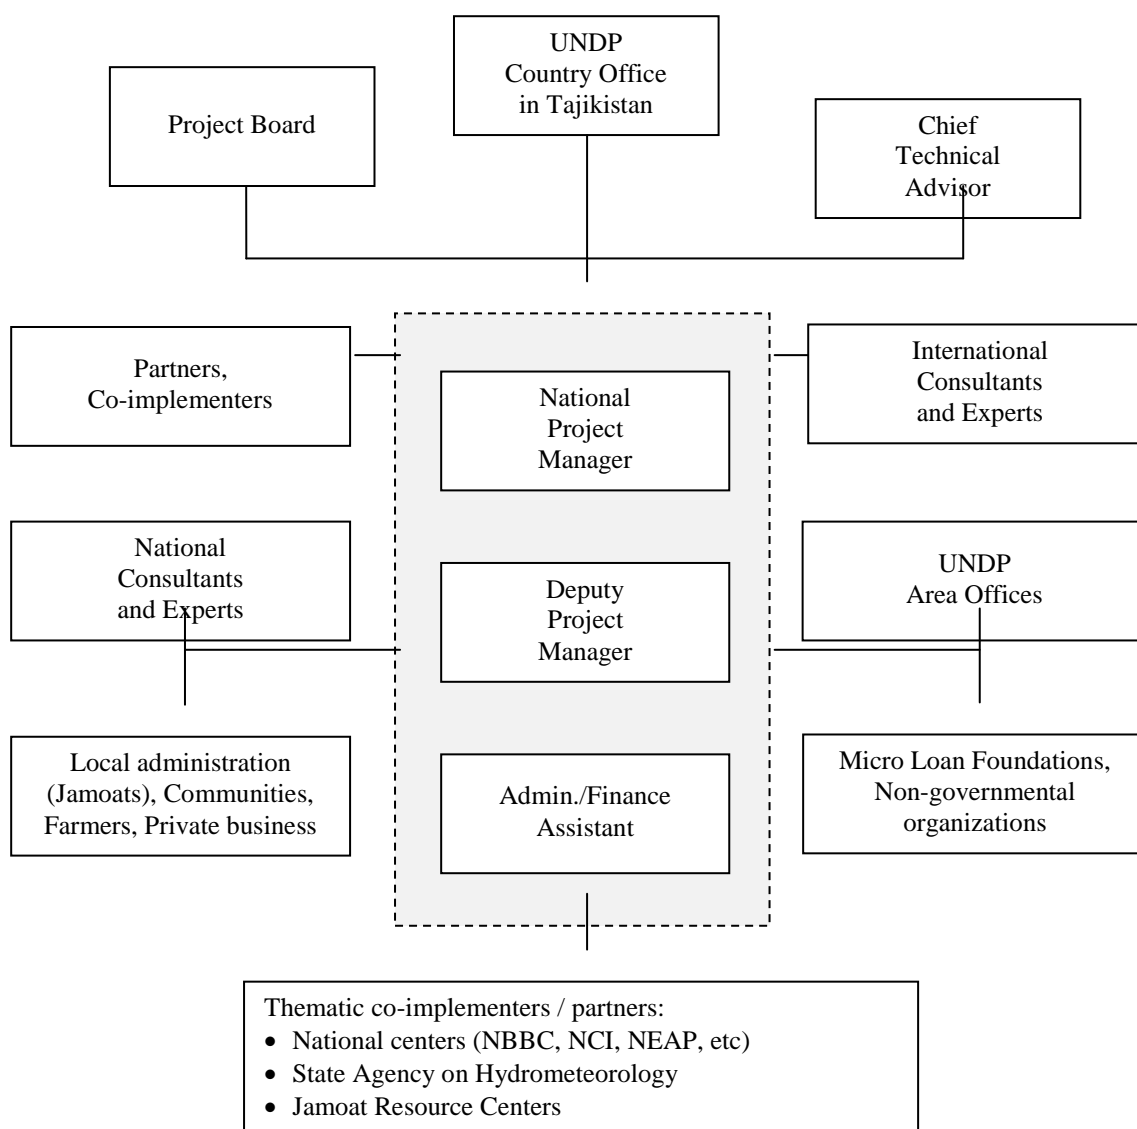 Project Board
UNDP
Country Office
in Tajikistan
Chief
Technical
Advisor
Partners,
Co-implementers
National
Project
Manager
International
Consultants
and Experts
National
Consultants
and Experts
Deputy
Project
Manager
UNDP
Area Offices
Local administration
(Jamoats), Communities,
Farmers, Private business
Admin./Finance
Assistant
Micro Loan Foundations,
Non-governmental
organizations
Thematic co-implementers / partners:
• National centers (NBBC, NCI, NEAP, etc)
• State Agency on Hydrometeorology
• Jamoat Resource Centers